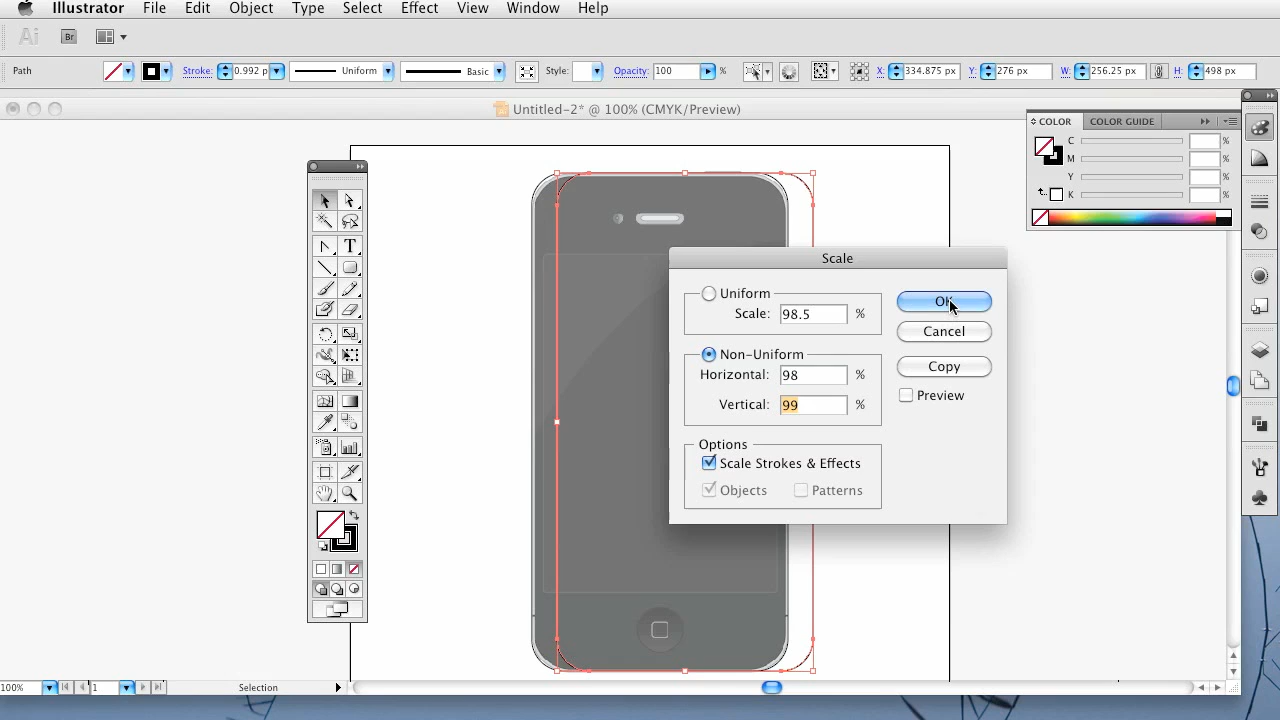 Illustrator File Edit Object Type Select Effect View Window Help
Ai Br
Path Stroke: 0.992 p Uniform Basic Style: Opacity: 100 % X: 334.875 px Y: 276 px W: 256.25 px H: 498 px
Untitled-2* @ 100% (CMYK/Preview)
COLOR COLOR GUIDE
C %
M %
Y %
K %
T
Scale
Uniform
Scale: 98.5 %
OK
Cancel
Non-Uniform
Horizontal: 98 %
Copy
Preview
Vertical: 99 %
Options
Scale Strokes & Effects
Objects Patterns
100% 1 Selection